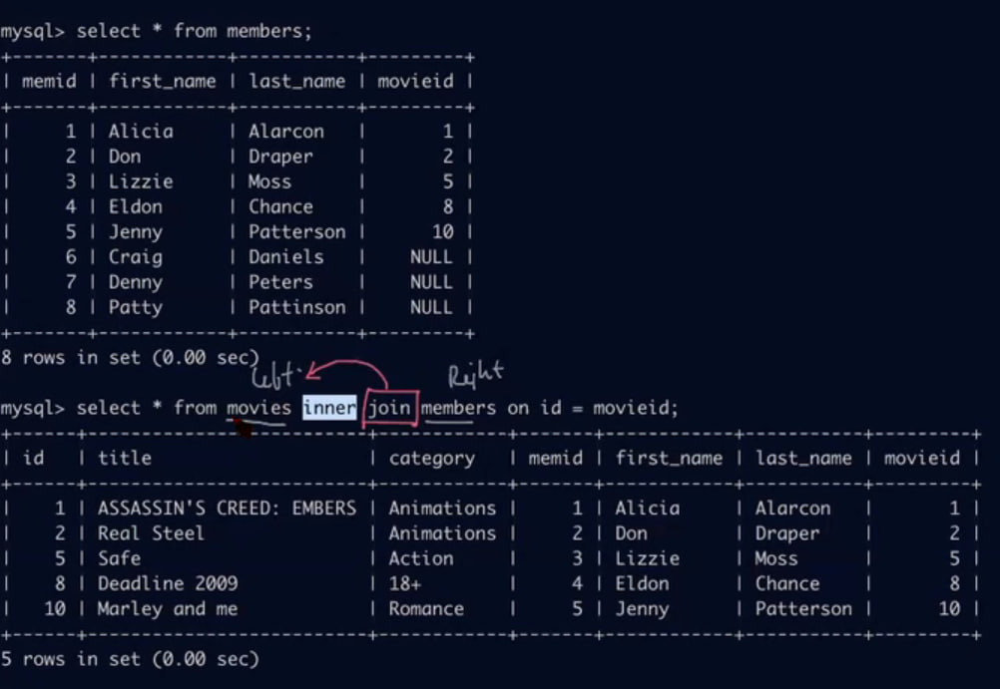 mysql> select * from members;
+-------+------------+-----------+---------+
| memid | first_name | last_name | movieid |
+-------+------------+-----------+---------+
| 1 | Alicia | Alarcon | 1 |
| 2 | Don | Draper | 2 |
| 3 | Lizzie | Moss | 5 |
| 4 | Eldon | Chance | 8 |
| 5 | Jenny | Patterson | 10 |
| 6 | Craig | Daniels | NULL |
| 7 | Denny | Peters | NULL |
| 8 | Patty | Pattinson | NULL |
+-------+------------+-----------+---------+
8 rows in set (0.00 sec)
Left Right
mysql> select * from movies inner join members on id = movieid;
+----+-------------------------+------------+-------+------------+-----------+---------+
| id | title | category | memid | first_name | last_name | movieid |
+----+-------------------------+------------+-------+------------+-----------+---------+
| 1 | ASSASSIN'S CREED: EMBERS | Animations | 1 | Alicia | Alarcon | 1 |
| 2 | Real Steel | Animations | 2 | Don | Draper | 2 |
| 5 | Safe | Action | 3 | Lizzie | Moss | 5 |
| 8 | Deadline 2009 | 18+ | 4 | Eldon | Chance | 8 |
| 10 | Marley and me | Romance | 5 | Jenny | Patterson | 10 |
+----+-------------------------+------------+-------+------------+-----------+---------+
5 rows in set (0.00 sec)